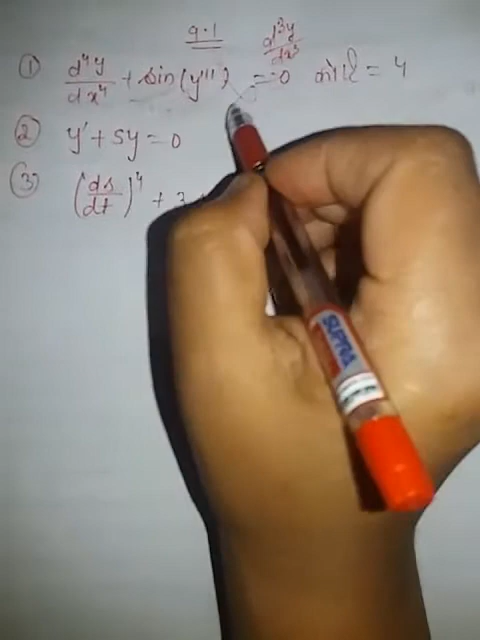 9.1
d³y/dx³
① d⁴y/dx⁴ + sin(y''') = 0 कोटि = 4
② y' + 5y = 0
③ (ds/dt)⁴ + 3
SUPRA